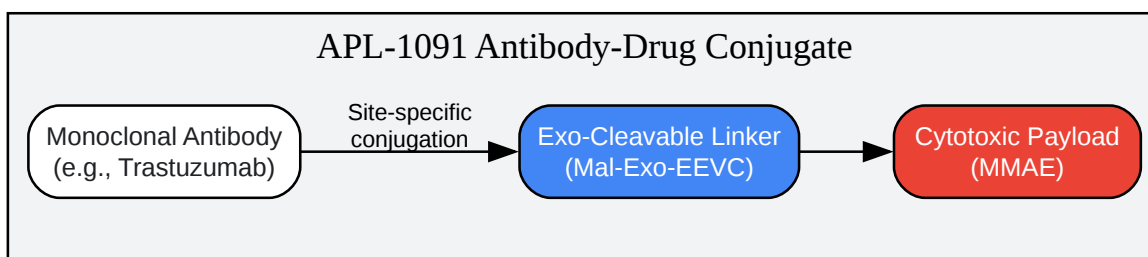 APL-1091 Antibody-Drug Conjugate
Monoclonal Antibody
(e.g., Trastuzumab)
Site-specific
conjugation
Exo-Cleavable Linker
(Mal-Exo-EEVC)
Cytotoxic Payload
(MMAE)